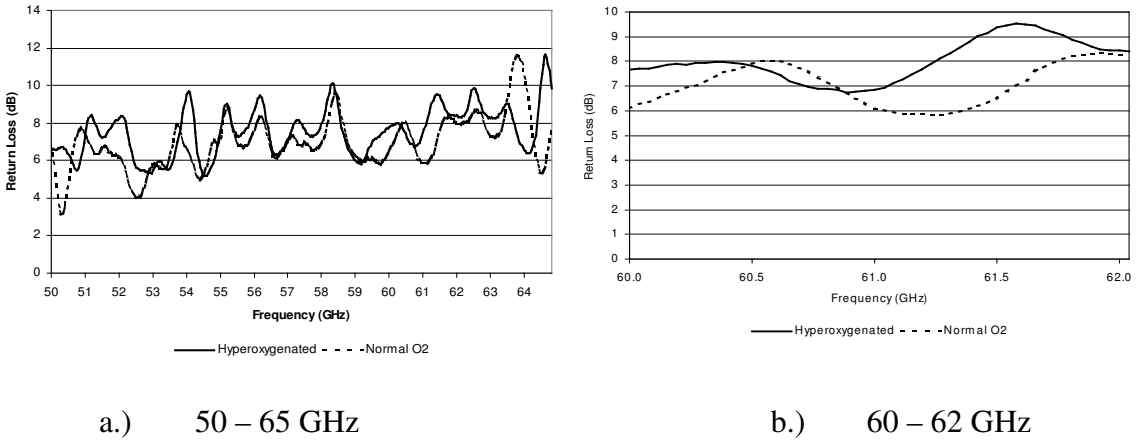 14
12
10
8
6
4
2
0
Return Loss (dB)
50 51 52 53 54 55 56 57 58 59 60 61 62 63 64
Frequency (GHz)
Hyperoxygenated Normal O2
a.) 50 – 65 GHz
10
9
8
7
6
5
4
3
2
1
0
Return Loss (dB)
60.0 60.5 61.0 61.5 62.0
Frequency (GHz)
Hyperoxygenated Normal O2
b.) 60 – 62 GHz